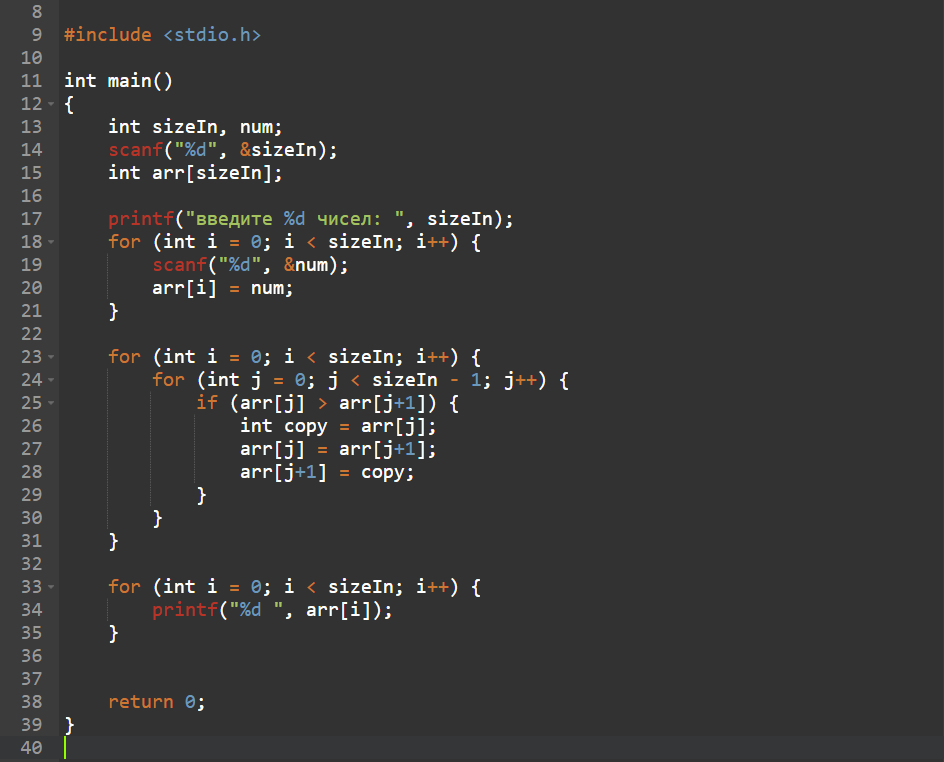 8
9 #include <stdio.h>
10
11 int main()
12 {
13     int sizeIn, num;
14     scanf("%d", &sizeIn);
15     int arr[sizeIn];
16
17     printf("введите %d чисел: ", sizeIn);
18     for (int i = 0; i < sizeIn; i++) {
19         scanf("%d", &num);
20         arr[i] = num;
21     }
22
23     for (int i = 0; i < sizeIn; i++) {
24         for (int j = 0; j < sizeIn - 1; j++) {
25             if (arr[j] > arr[j+1]) {
26                 int copy = arr[j];
27                 arr[j] = arr[j+1];
28                 arr[j+1] = copy;
29             }
30         }
31     }
32
33     for (int i = 0; i < sizeIn; i++) {
34         printf("%d ", arr[i]);
35     }
36
37
38     return 0;
39 }
40